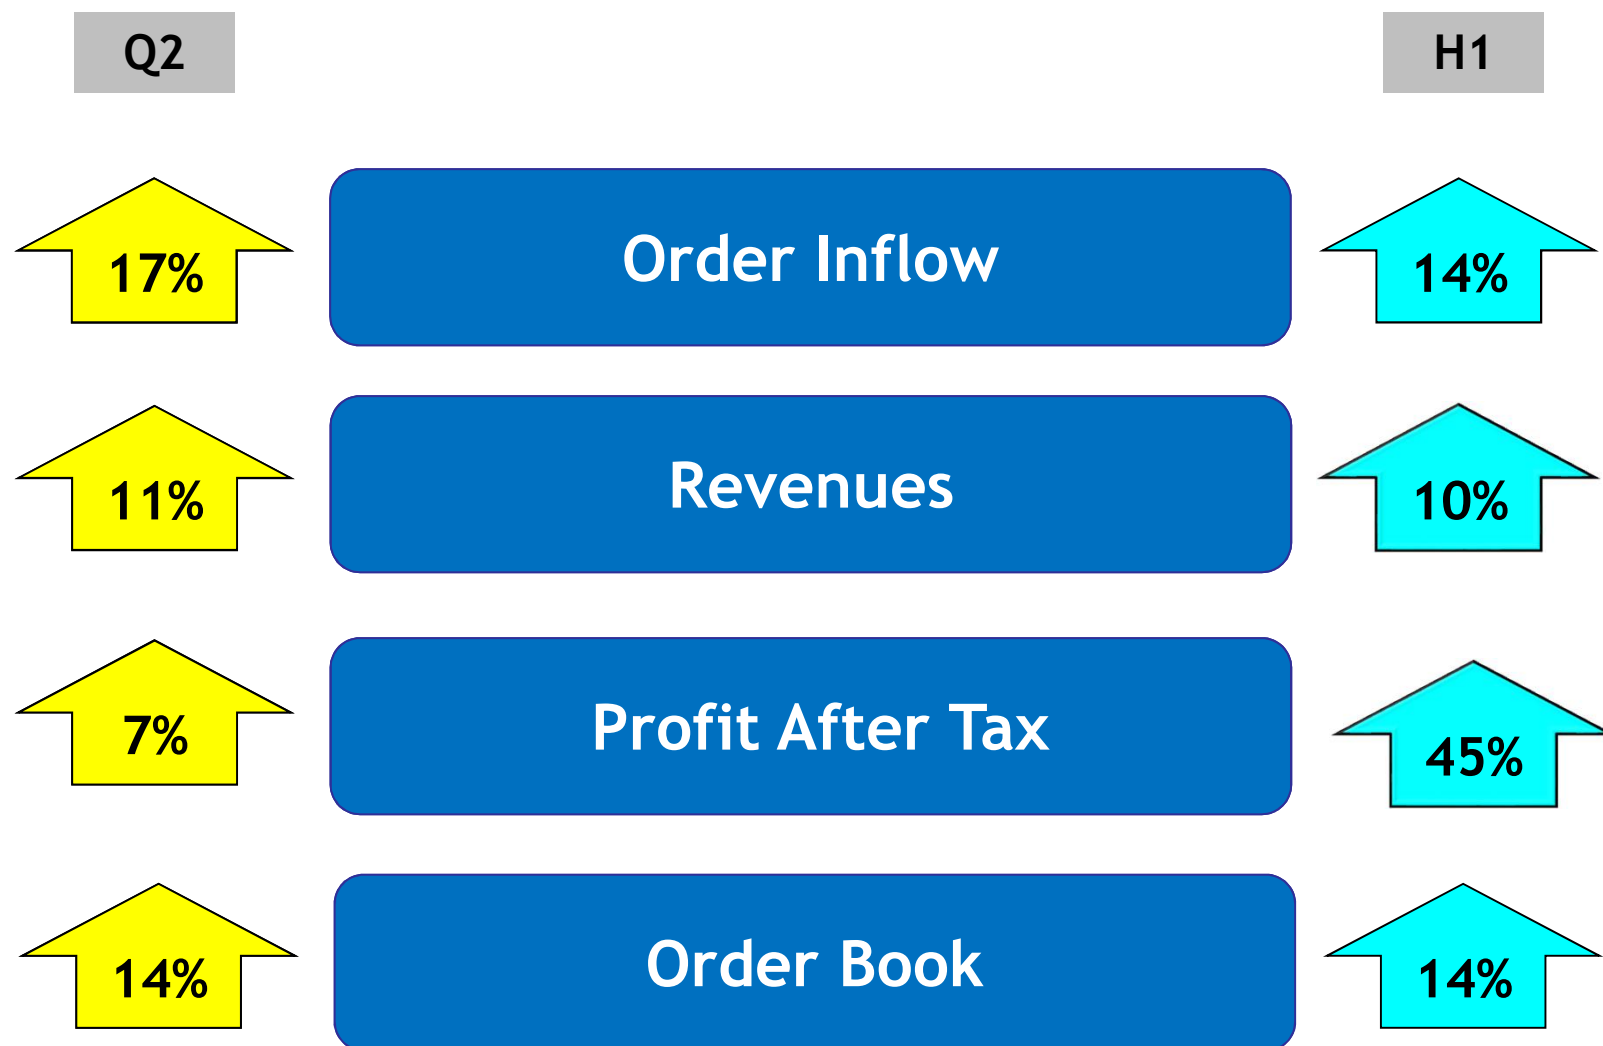 Q2
H1
17%
Order Inflow
14%
11%
Revenues
10%
7%
Profit After Tax
45%
14%
Order Book
14%